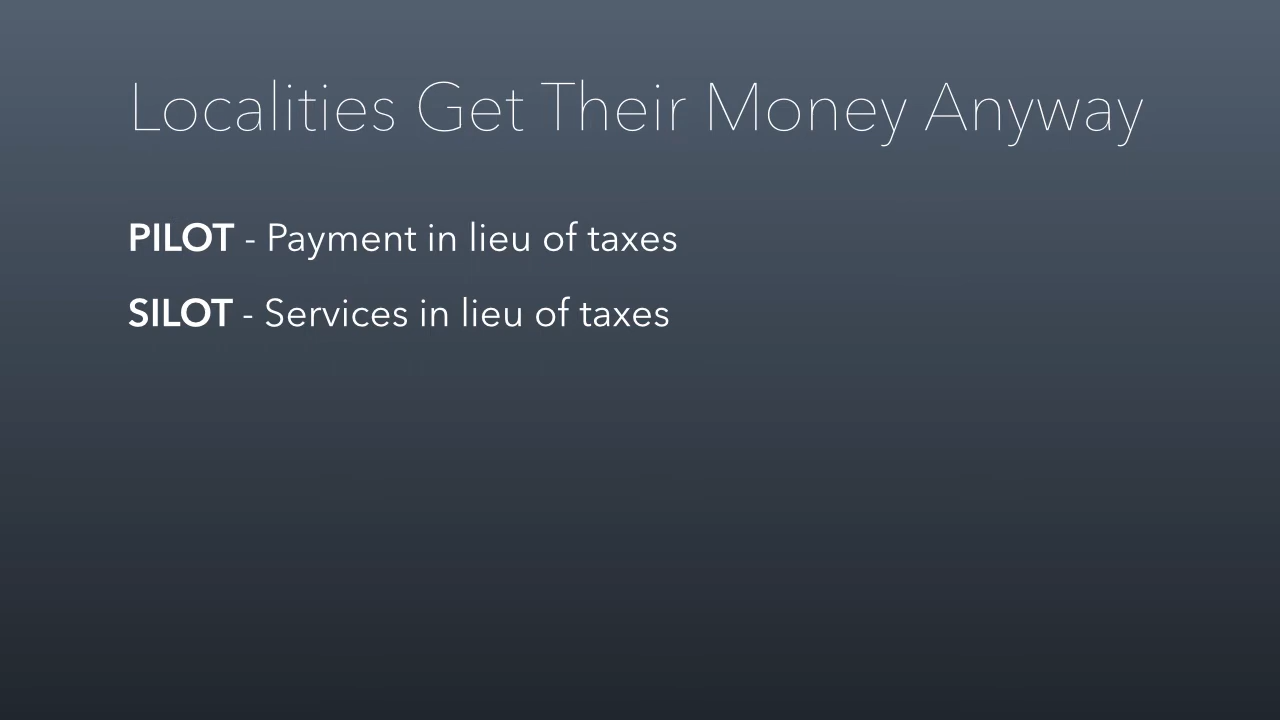 Localities Get Their Money Anyway
PILOT - Payment in lieu of taxes
SILOT - Services in lieu of taxes